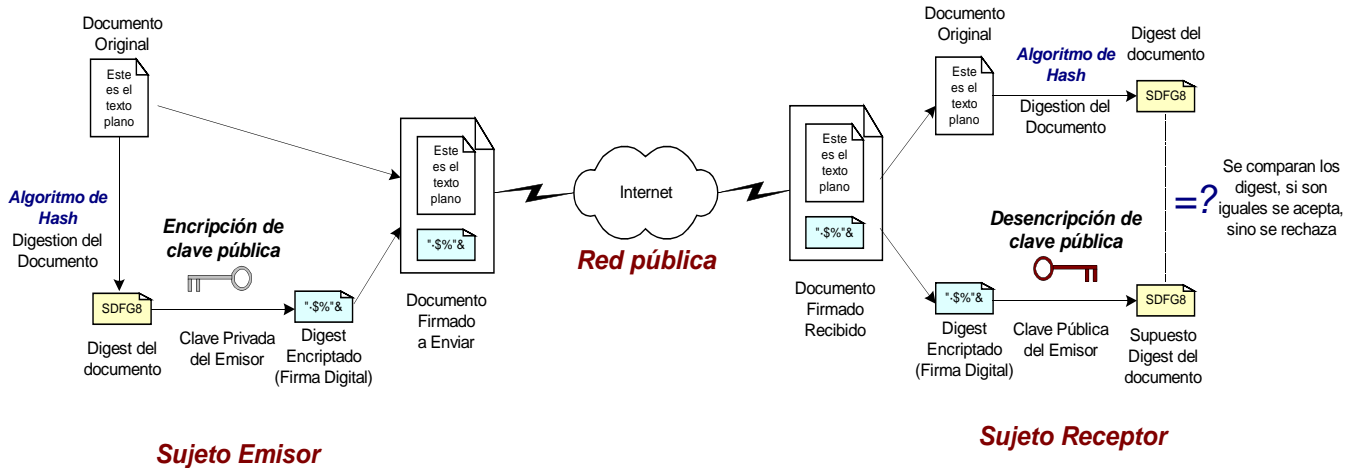 Documento
Original
Este
es el
texto
plano
Algoritmo de
Hash
Digestion del
Documento
SDFG8
Digest del
documento
Encripción de
clave pública
Clave Privada
del Emisor
"·$%"&
Digest
Encriptado
(Firma Digital)
Este
es el
texto
plano
"·$%"&
Documento
Firmado
a Enviar
Internet
Red pública
Este
es el
texto
plano
"·$%"&
Documento
Firmado
Recibido
Documento
Original
Este
es el
texto
plano
Algoritmo de
Hash
Digestion del
Documento
Digest del
documento
SDFG8
=?
Se comparan los
digest, si son
iguales se acepta,
sino se rechaza
"·$%"&
Digest
Encriptado
(Firma Digital)
Desencripción de
clave pública
Clave Pública
del Emisor
SDFG8
Supuesto
Digest del
documento
Sujeto Emisor
Sujeto Receptor